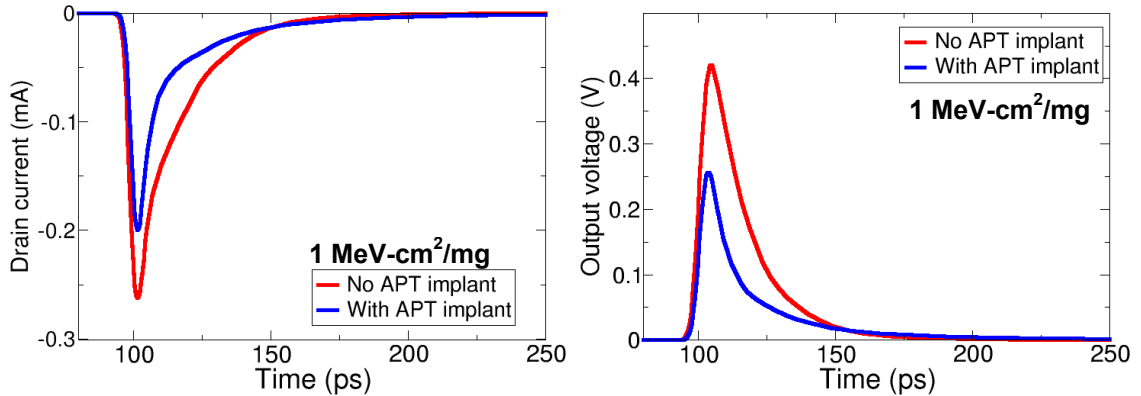 0
-0.1
-0.2
-0.3
Drain current (mA)
1 MeV-cm²/mg
No APT implant
With APT implant
100 150 200 250
Time (ps)
0.4
0.3
0.2
0.1
0
Output voltage (V)
No APT implant
With APT implant
1 MeV-cm²/mg
100 150 200 250
Time (ps)